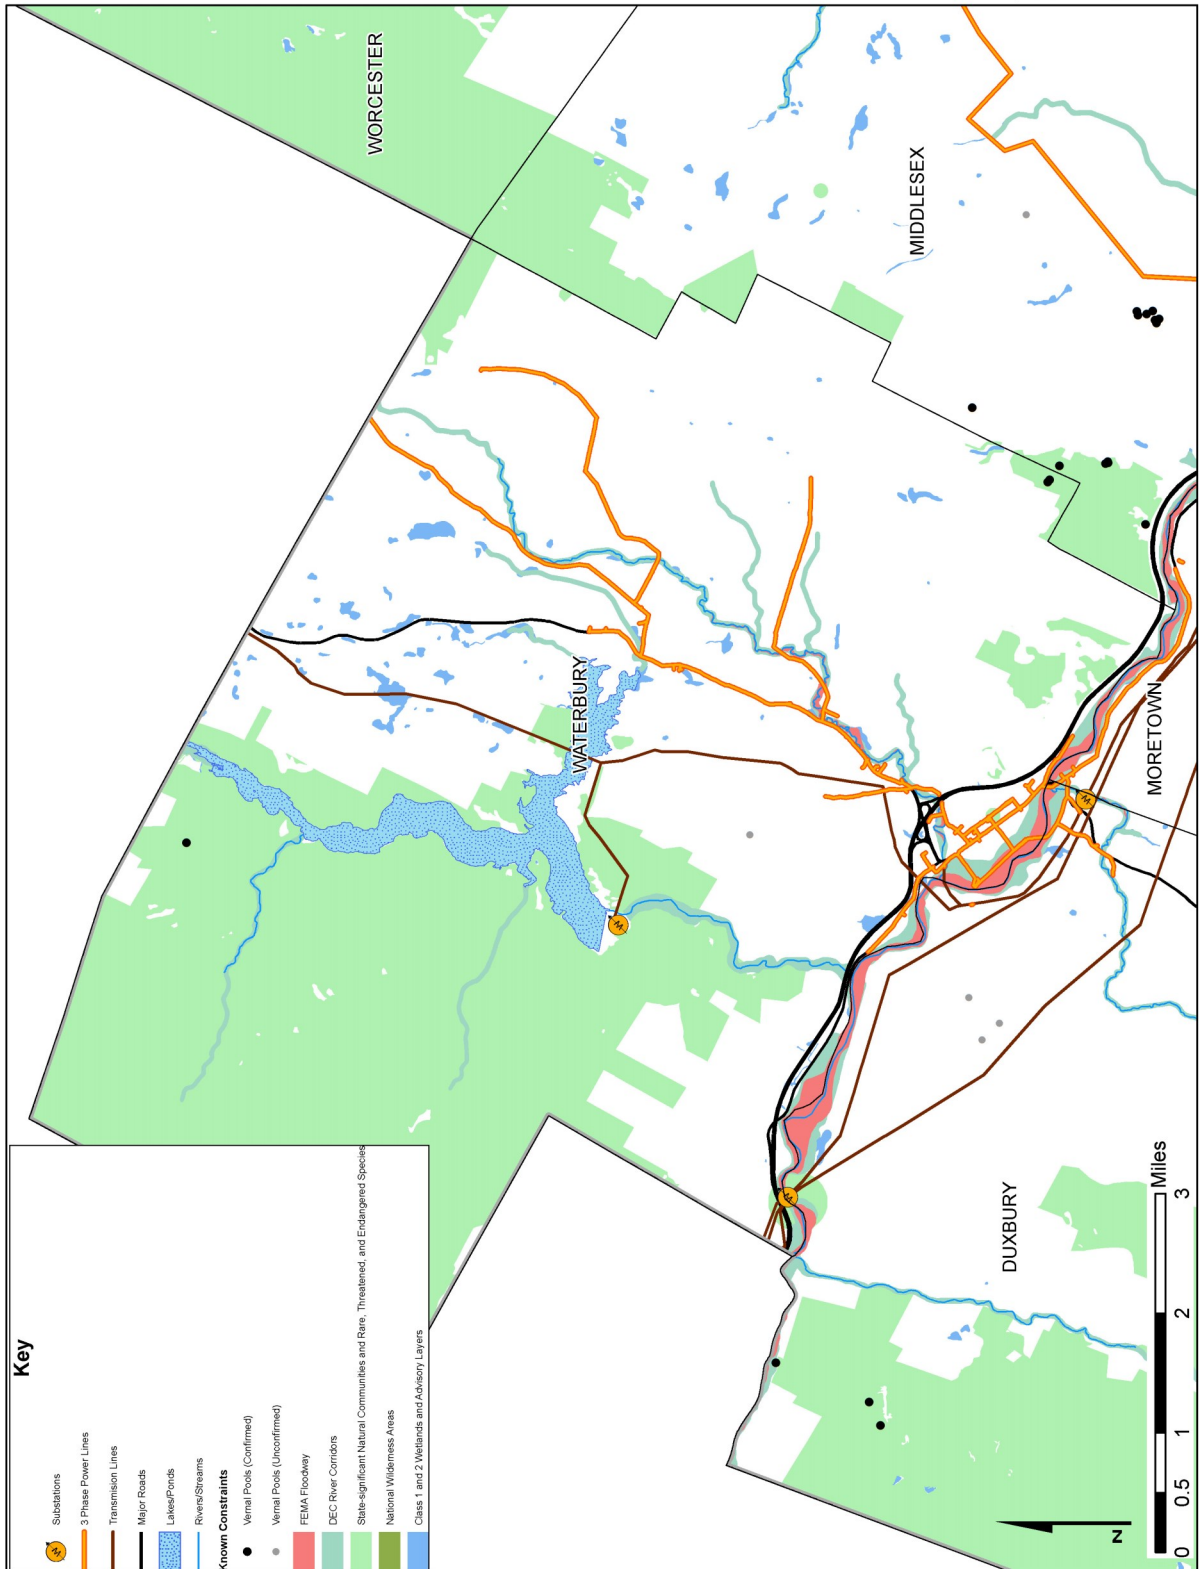 Key
Substations
3 Phase Power Lines
Transmision Lines
Major Roads
Lakes/Ponds
Rivers/Streams
Known Constraints
Vernal Pools (Confirmed)
Vernal Pools (Unconfirmed)
FEMA Floodway
DEC River Corridors
State-significant Natural Communities and Rare, Threatened, and Endangered Species
National Wilderness Areas
Class 1 and 2 Wetlands and Advisory Layers
WORCESTER
MIDDLESEX
WATERBURY
MORETOWN
DUXBURY
N
0 0.5 1 2 3
Miles